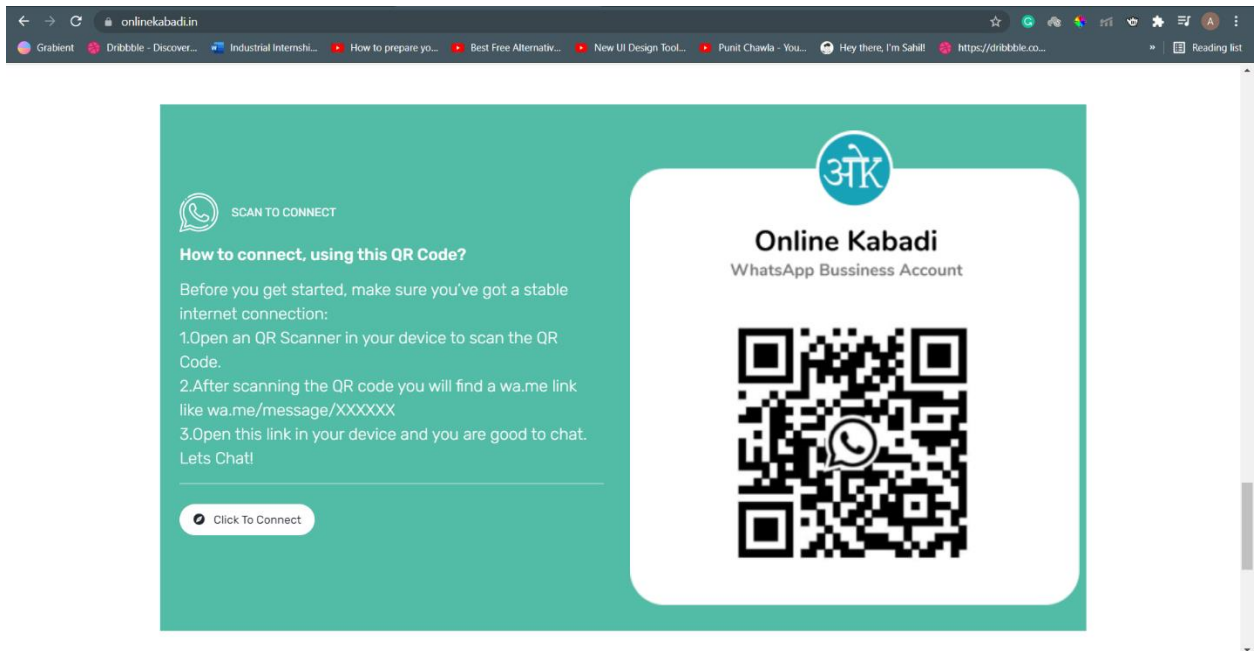 onlinekabadi.in
A
Grabient
Dribbble - Discover...
Industrial Internshi...
How to prepare yo...
Best Free Alternativ...
New UI Design Tool...
Punit Chawla - You...
Hey there, I'm Sahil!
https://dribbble.co...
»
Reading list
SCAN TO CONNECT
How to connect, using this QR Code?
Before you get started, make sure you've got a stable
internet connection:
1.Open an QR Scanner in your device to scan the QR
Code.
2.After scanning the QR code you will find a wa.me link
like wa.me/message/XXXXXX
3.Open this link in your device and you are good to chat.
Lets Chat!
Click To Connect
ओK
Online Kabadi
WhatsApp Bussiness Account